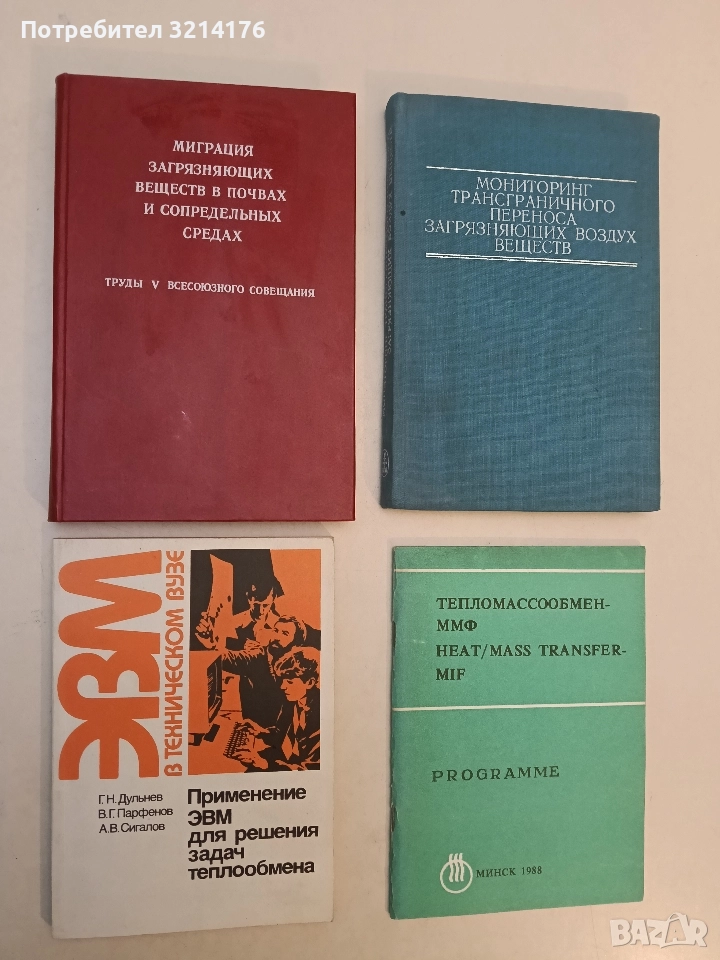 Потребител 3214176
МИГРАЦИЯ
ЗАГРЯЗНЯЮЩИХ
ВЕЩЕСТВ В ПОЧВАХ
И СОПРЕДЕЛЬНЫХ
СРЕДАХ
ТРУДЫ V ВСЕСОЮЗНОГО СОВЕЩАНИЯ
МОНИТОРИНГ
ТРАНСГРАНИЧНОГО
ПЕРЕНОСА
ЗАГРЯЗНЯЮЩИХ ВОЗДУХ
ВЕЩЕСТВ
ЭВМ
В ТЕХНИЧЕСКОМ ВУЗЕ
Г.Н.Дульнев
В.Г.Парфенов
А.В.Сигалов
Применение
ЭВМ
для решения
задач
теплообмена
ТЕПЛОМАССООБМЕН-
ММФ
HEAT/MASS TRANSFER-
MIF
PROGRAMME
МИНСК 1988
BAZAR